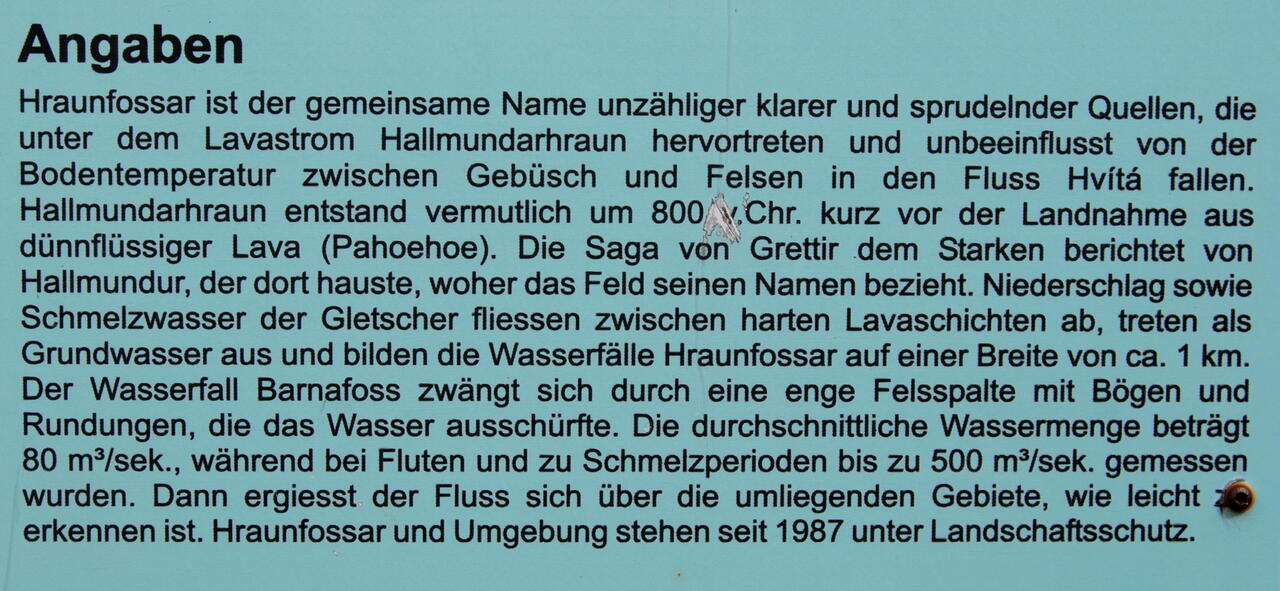 Angaben
Hraunfossar ist der gemeinsame Name unzähliger klarer und sprudelnder Quellen, die
unter dem Lavastrom Hallmundarhraun hervortreten und unbeeinflusst von der
Bodentemperatur zwischen Gebüsch und Felsen in den Fluss Hvítá fallen.
Hallmundarhraun entstand vermutlich um 800 Chr. kurz vor der Landnahme aus
dünnflüssiger Lava (Pahoehoe). Die Saga von Grettir dem Starken berichtet von
Hallmundur, der dort hauste, woher das Feld seinen Namen bezieht. Niederschlag sowie
Schmelzwasser der Gletscher fliessen zwischen harten Lavaschichten ab, treten als
Grundwasser aus und bilden die Wasserfälle Hraunfossar auf einer Breite von ca. 1 km.
Der Wasserfall Barnafoss zwängt sich durch eine enge Felsspalte mit Bögen und
Rundungen, die das Wasser ausschürfte. Die durchschnittliche Wassermenge beträgt
80 m³/sek., während bei Fluten und zu Schmelzperioden bis zu 500 m³/sek. gemessen
wurden. Dann ergiesst der Fluss sich über die umliegenden Gebiete, wie leicht
erkennen ist. Hraunfossar und Umgebung stehen seit 1987 unter Landschaftsschutz.